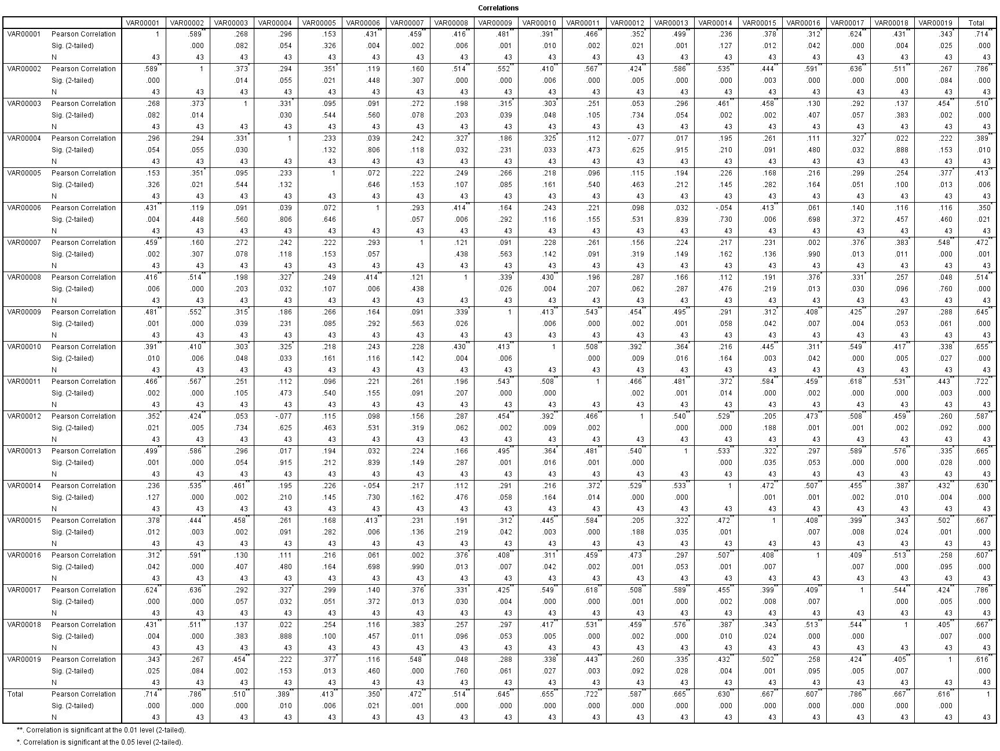 Correlations
VAR00001 VAR00002 VAR00003 VAR00004 VAR00005 VAR00006 VAR00007 VAR00008 VAR00009 VAR00010 VAR00011 VAR00012 VAR00013 VAR00014 VAR00015 VAR00016 VAR00017 VAR00018 VAR00019 Total
VAR00001 Pearson Correlation 1 .589** .268 .296 .153 .431** .459** .416** .481** .391** .466** .352* .499** .236 .378* .312* .624** .431** .343* .714**
Sig. (2-tailed) .000 .082 .054 .326 .004 .002 .006 .001 .010 .002 .021 .001 .127 .012 .042 .000 .004 .025 .000
N 43 43 43 43 43 43 43 43 43 43 43 43 43 43 43 43 43 43 43 43
VAR00002 Pearson Correlation .589** 1 .373* .294 .351* .119 .160 .514** .552** .410** .567** .424** .586** .535** .444** .591** .636** .511** .267 .786**
Sig. (2-tailed) .000 .014 .055 .021 .448 .307 .000 .000 .006 .000 .005 .000 .000 .003 .000 .000 .000 .084 .000
N 43 43 43 43 43 43 43 43 43 43 43 43 43 43 43 43 43 43 43 43
VAR00003 Pearson Correlation .268 .373* 1 .331* .095 .091 .272 .198 .315* .303* .251 .053 .296 .461** .458** .130 .292 .137 .454** .510**
Sig. (2-tailed) .082 .014 .030 .544 .560 .078 .203 .039 .048 .105 .734 .054 .002 .002 .407 .057 .383 .002 .000
N 43 43 43 43 43 43 43 43 43 43 43 43 43 43 43 43 43 43 43 43
VAR00004 Pearson Correlation .296 .294 .331* 1 .233 .039 .242 .327* .186 .325* .112 -.077 .017 .195 .261 .111 .327* .022 .222 .389**
Sig. (2-tailed) .054 .055 .030 .132 .806 .118 .032 .231 .033 .473 .625 .915 .210 .091 .480 .032 .888 .153 .010
N 43 43 43 43 43 43 43 43 43 43 43 43 43 43 43 43 43 43 43 43
VAR00005 Pearson Correlation .153 .351* .095 .233 1 .072 .222 .249 .266 .218 .096 .115 .194 .226 .168 .216 .299 .254 .377* .413**
Sig. (2-tailed) .326 .021 .544 .132 .646 .153 .107 .085 .161 .540 .463 .212 .145 .282 .164 .051 .100 .013 .006
N 43 43 43 43 43 43 43 43 43 43 43 43 43 43 43 43 43 43 43 43
VAR00006 Pearson Correlation .431** .119 .091 .039 .072 1 .293 .414** .164 .243 .221 .098 .032 -.054 .413** .061 .140 .116 .116 .350*
Sig. (2-tailed) .004 .448 .560 .806 .646 .057 .006 .292 .116 .155 .531 .839 .730 .006 .698 .372 .457 .460 .021
N 43 43 43 43 43 43 43 43 43 43 43 43 43 43 43 43 43 43 43 43
VAR00007 Pearson Correlation .459** .160 .272 .242 .222 .293 1 .121 .091 .228 .261 .156 .224 .217 .231 .002 .376* .383* .548** .472**
Sig. (2-tailed) .002 .307 .078 .118 .153 .057 .438 .563 .142 .091 .319 .149 .162 .136 .990 .013 .011 .000 .001
N 43 43 43 43 43 43 43 43 43 43 43 43 43 43 43 43 43 43 43 43
VAR00008 Pearson Correlation .416** .514** .198 .327* .249 .414** .121 1 .339* .430** .196 .287 .166 .112 .191 .376* .331* .257 .048 .514**
Sig. (2-tailed) .006 .000 .203 .032 .107 .006 .438 .026 .004 .207 .062 .287 .476 .219 .013 .030 .096 .760 .000
N 43 43 43 43 43 43 43 43 43 43 43 43 43 43 43 43 43 43 43 43
VAR00009 Pearson Correlation .481** .552** .315* .186 .266 .164 .091 .339* 1 .413** .543** .454** .495** .291 .312* .408** .425** .297 .288 .645**
Sig. (2-tailed) .001 .000 .039 .231 .085 .292 .563 .026 .006 .000 .002 .001 .058 .042 .007 .004 .053 .061 .000
N 43 43 43 43 43 43 43 43 43 43 43 43 43 43 43 43 43 43 43 43
VAR00010 Pearson Correlation .391** .410** .303* .325* .218 .243 .228 .430** .413** 1 .508** .392** .364* .216 .445** .311* .549** .417** .338* .655**
Sig. (2-tailed) .010 .006 .048 .033 .161 .116 .142 .004 .006 .000 .009 .016 .164 .003 .042 .000 .005 .027 .000
N 43 43 43 43 43 43 43 43 43 43 43 43 43 43 43 43 43 43 43 43
VAR00011 Pearson Correlation .466** .567** .251 .112 .096 .221 .261 .196 .543** .508** 1 .466** .481** .372* .584** .459** .618** .531** .443** .722**
Sig. (2-tailed) .002 .000 .105 .473 .540 .155 .091 .207 .000 .000 .002 .001 .014 .000 .002 .000 .000 .003 .000
N 43 43 43 43 43 43 43 43 43 43 43 43 43 43 43 43 43 43 43 43
VAR00012 Pearson Correlation .352* .424** .053 -.077 .115 .098 .156 .287 .454** .392** .466** 1 .540** .529** .205 .473** .508** .459** .260 .587**
Sig. (2-tailed) .021 .005 .734 .625 .463 .531 .319 .062 .002 .009 .002 .000 .000 .188 .001 .001 .002 .092 .000
N 43 43 43 43 43 43 43 43 43 43 43 43 43 43 43 43 43 43 43 43
VAR00013 Pearson Correlation .499** .586** .296 .017 .194 .032 .224 .166 .495** .364* .481** .540** 1 .533** .322* .297 .589** .576** .335* .665**
Sig. (2-tailed) .001 .000 .054 .915 .212 .839 .149 .287 .001 .016 .001 .000 .000 .035 .053 .000 .000 .028 .000
N 43 43 43 43 43 43 43 43 43 43 43 43 43 43 43 43 43 43 43 43
VAR00014 Pearson Correlation .236 .535** .461** .195 .226 -.054 .217 .112 .291 .216 .372* .529** .533** 1 .472** .507** .455** .387* .432** .630**
Sig. (2-tailed) .127 .000 .002 .210 .145 .730 .162 .476 .058 .164 .014 .000 .000 .001 .001 .002 .010 .004 .000
N 43 43 43 43 43 43 43 43 43 43 43 43 43 43 43 43 43 43 43 43
VAR00015 Pearson Correlation .378* .444** .458** .261 .168 .413** .231 .191 .312* .445** .584** .205 .322* .472** 1 .408** .399** .343* .502** .667**
Sig. (2-tailed) .012 .003 .002 .091 .282 .006 .136 .219 .042 .003 .000 .188 .035 .001 .007 .008 .024 .001 .000
N 43 43 43 43 43 43 43 43 43 43 43 43 43 43 43 43 43 43 43 43
VAR00016 Pearson Correlation .312* .591** .130 .111 .216 .061 .002 .376* .408** .311* .459** .473** .297 .507** .408** 1 .409** .513** .258 .607**
Sig. (2-tailed) .042 .000 .407 .480 .164 .698 .990 .013 .007 .042 .002 .001 .053 .001 .007 .007 .000 .095 .000
N 43 43 43 43 43 43 43 43 43 43 43 43 43 43 43 43 43 43 43 43
VAR00017 Pearson Correlation .624** .636** .292 .327* .299 .140 .376* .331* .425** .549** .618** .508** .589** .455** .399** .409** 1 .544** .424** .786**
Sig. (2-tailed) .000 .000 .057 .032 .051 .372 .013 .030 .004 .000 .000 .001 .000 .002 .008 .007 .000 .005 .000
N 43 43 43 43 43 43 43 43 43 43 43 43 43 43 43 43 43 43 43 43
VAR00018 Pearson Correlation .431** .511** .137 .022 .254 .116 .383* .257 .297 .417** .531** .459** .576** .387* .343* .513** .544** 1 .405** .667**
Sig. (2-tailed) .004 .000 .383 .888 .100 .457 .011 .096 .053 .005 .000 .002 .000 .010 .024 .000 .000 .007 .000
N 43 43 43 43 43 43 43 43 43 43 43 43 43 43 43 43 43 43 43 43
VAR00019 Pearson Correlation .343* .267 .454** .222 .377* .116 .548** .048 .288 .338* .443** .260 .335* .432** .502** .258 .424** .405** 1 .616**
Sig. (2-tailed) .025 .084 .002 .153 .013 .460 .000 .760 .061 .027 .003 .092 .028 .004 .001 .095 .005 .007 .000
N 43 43 43 43 43 43 43 43 43 43 43 43 43 43 43 43 43 43 43 43
Total Pearson Correlation .714** .786** .510** .389** .413** .350* .472** .514** .645** .655** .722** .587** .665** .630** .667** .607** .786** .667** .616** 1
Sig. (2-tailed) .000 .000 .000 .010 .006 .021 .001 .000 .000 .000 .000 .000 .000 .000 .000 .000 .000 .000 .000
N 43 43 43 43 43 43 43 43 43 43 43 43 43 43 43 43 43 43 43 43
**. Correlation is significant at the 0.01 level (2-tailed).
*. Correlation is significant at the 0.05 level (2-tailed).